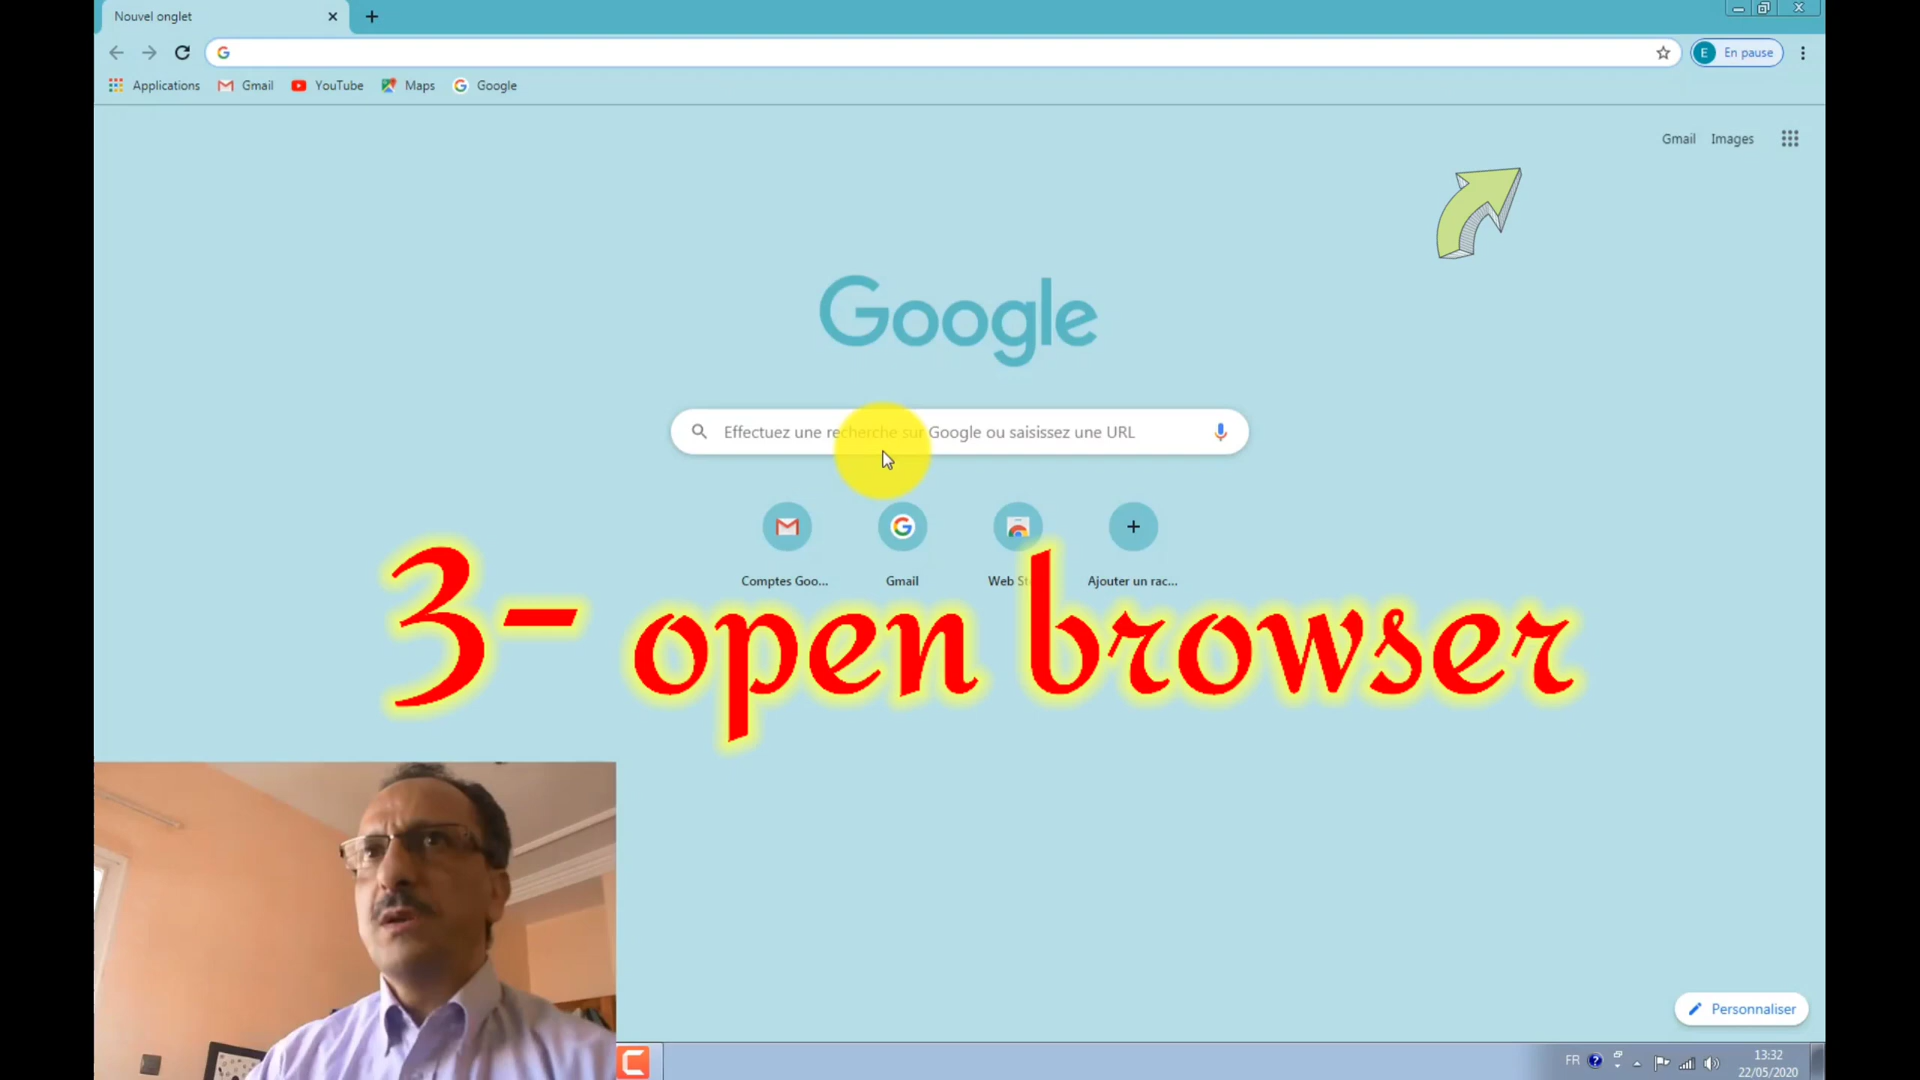 Nouvel onglet
E En pause
Applications Gmail YouTube Maps Google
Gmail Images
Google
Effectuez une recherche sur Google ou saisissez une URL
Comptes Goo... Gmail Web Ajouter un rac...
3- open browser
Personnaliser
FR 13:32
22/05/2020